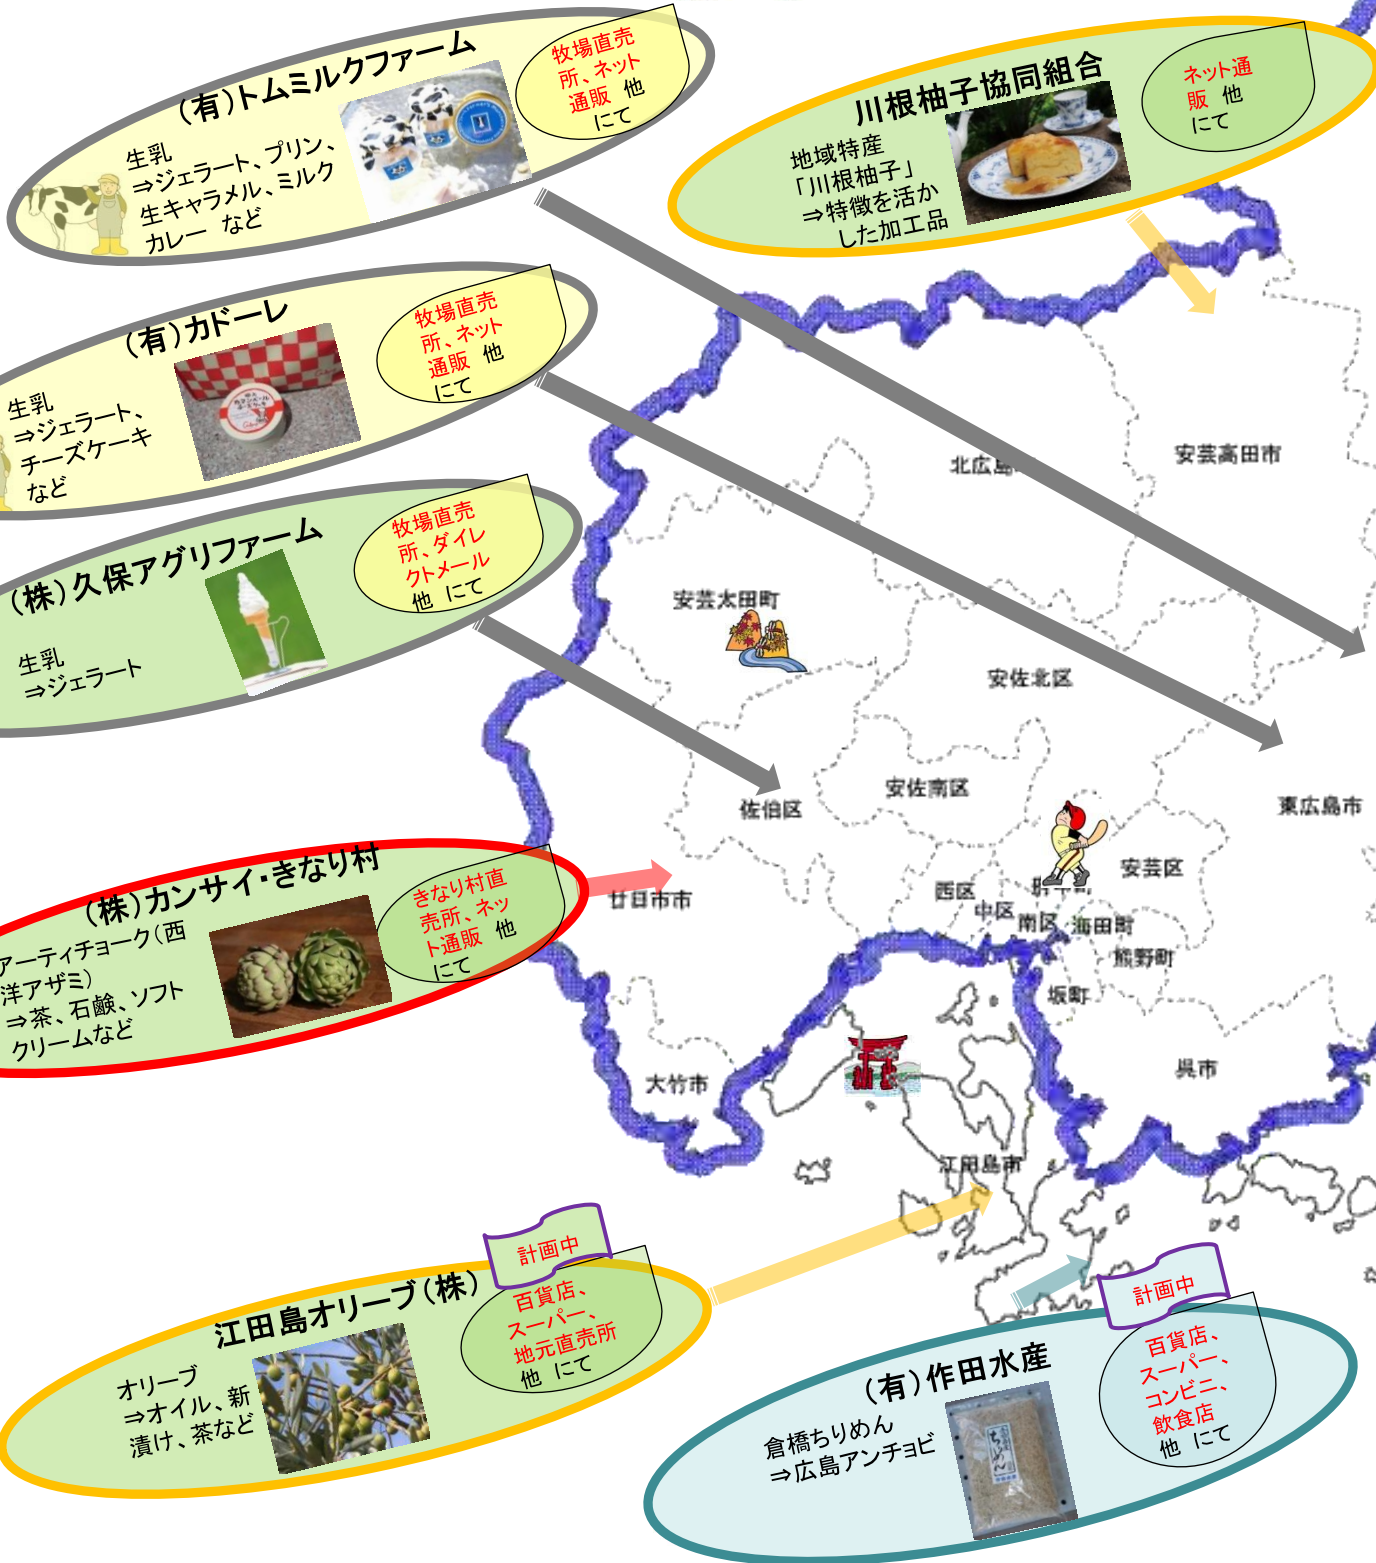 (有)トムミルクファーム
生乳
⇒ジェラート、プリン、
生キャラメル、ミルク
カレー など
牧場直売
所、ネット
通販 他
にて
川根柚子協同組合
地域特産
「川根柚子」
⇒特徴を活か
した加工品
ネット通
販 他
にて
(有)カドーレ
生乳
⇒ジェラート、
チーズケーキ
など
牧場直売
所、ネット
通販 他
にて
(株)久保アグリファーム
生乳
⇒ジェラート
牧場直売
所、ダイレ
クトメール
他 にて
(株)カンサイ・きなり村
アーティチョーク(西
洋アザミ)
⇒茶、石鹸、ソフト
クリームなど
きなり村直
売所、ネッ
ト通販 他
にて
北広島
安芸高田市
安芸太田町
安佐北区
安佐南区
佐伯区
東広島市
安芸区
西区
中区
南区
海田町
廿日市市
熊野町
坂町
呉市
大竹市
江田島市
江田島オリーブ(株)
オリーブ
⇒オイル、新
漬け、茶など
計画中
百貨店、
スーパー、
地元直売所
他 にて
(有)作田水産
倉橋ちりめん
⇒広島アンチョビ
ちりめん
計画中
百貨店、
スーパー、
コンビニ、
飲食店
他 にて